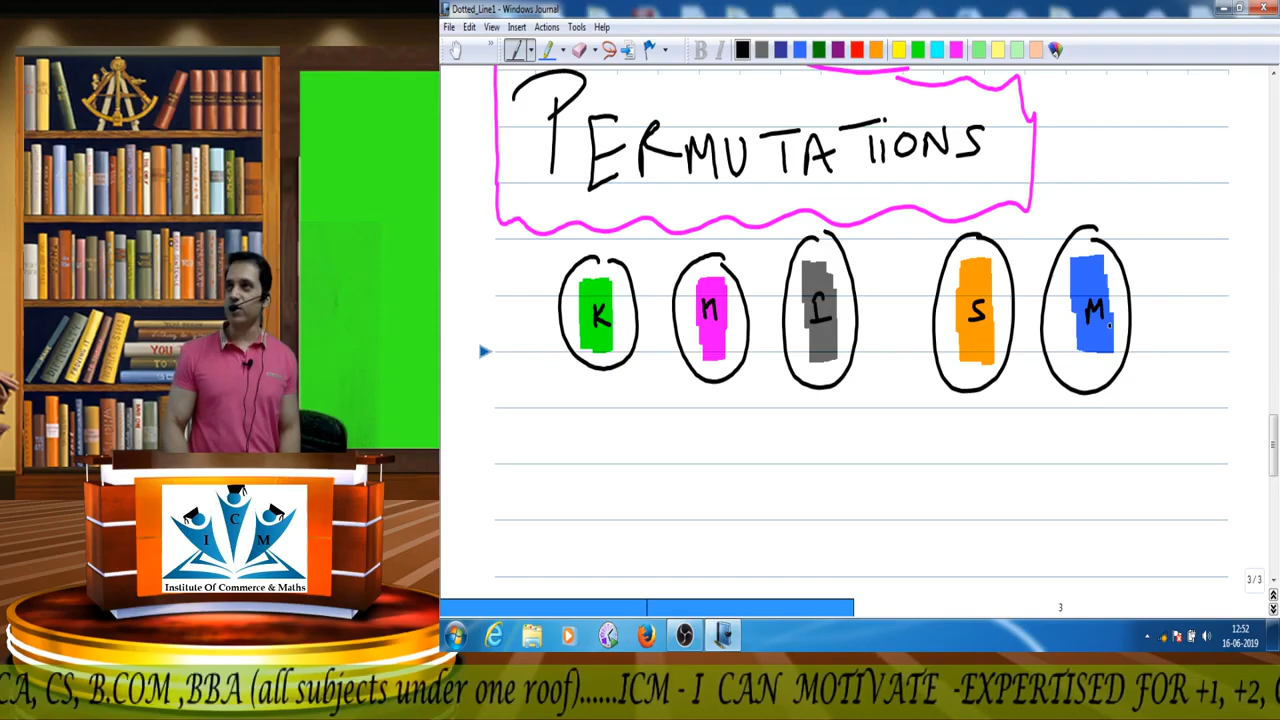 Dotted_Line1 - Windows Journal
File Edit View Insert Actions Tools Help
PERMUTATiONS
K M I S M
3 / 3
3
I C M
Institute Of Commerce & Maths
12:52
16-06-2019
CA, CS, B.COM ,BBA (all subjects under one roof)......ICM - I CAN MOTIVATE -EXPERTISED FOR +1, +2,